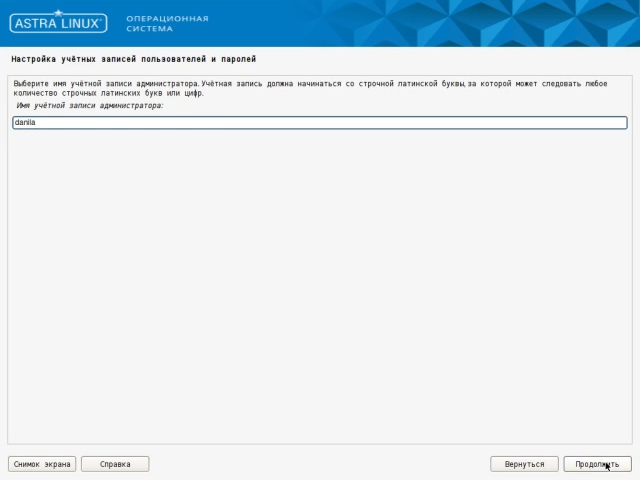 ASTRA LINUX®
ОПЕРАЦИОННАЯ
СИСТЕМА
Настройка учётных записей пользователей и паролей
Выберите имя учётной записи администратора. Учётная запись должна начинаться со строчной латинской буквы, за которой может следовать любое
количество строчных латинских букв или цифр.
Имя учётной записи администратора:
danila
Снимок экрана
Справка
Вернуться
Продолжить